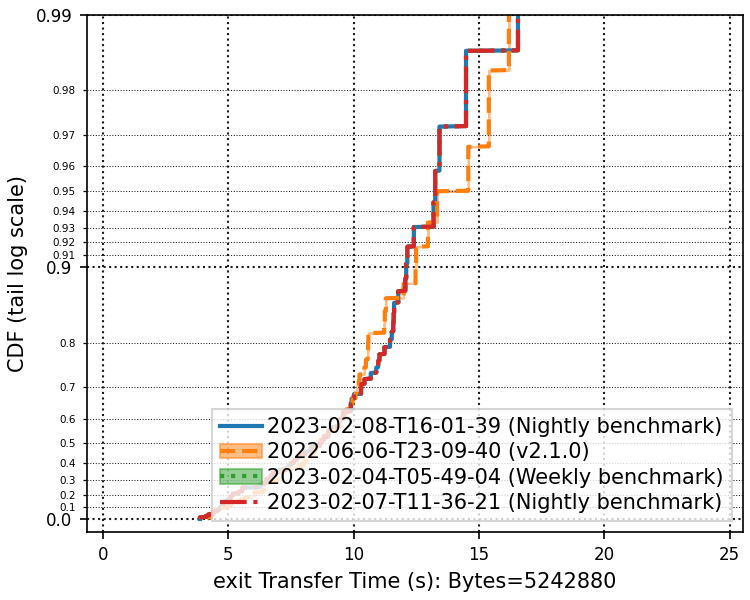 0.99
0.98
0.97
0.96
0.95
0.94
0.93
0.92
0.91
0.9
0.8
0.7
0.6
0.5
0.4
0.3
0.2
0.1
0.0
CDF (tail log scale)
2023-02-08-T16-01-39 (Nightly benchmark)
2022-06-06-T23-09-40 (v2.1.0)
2023-02-04-T05-49-04 (Weekly benchmark)
2023-02-07-T11-36-21 (Nightly benchmark)
0 5 10 15 20 25
exit Transfer Time (s): Bytes=5242880